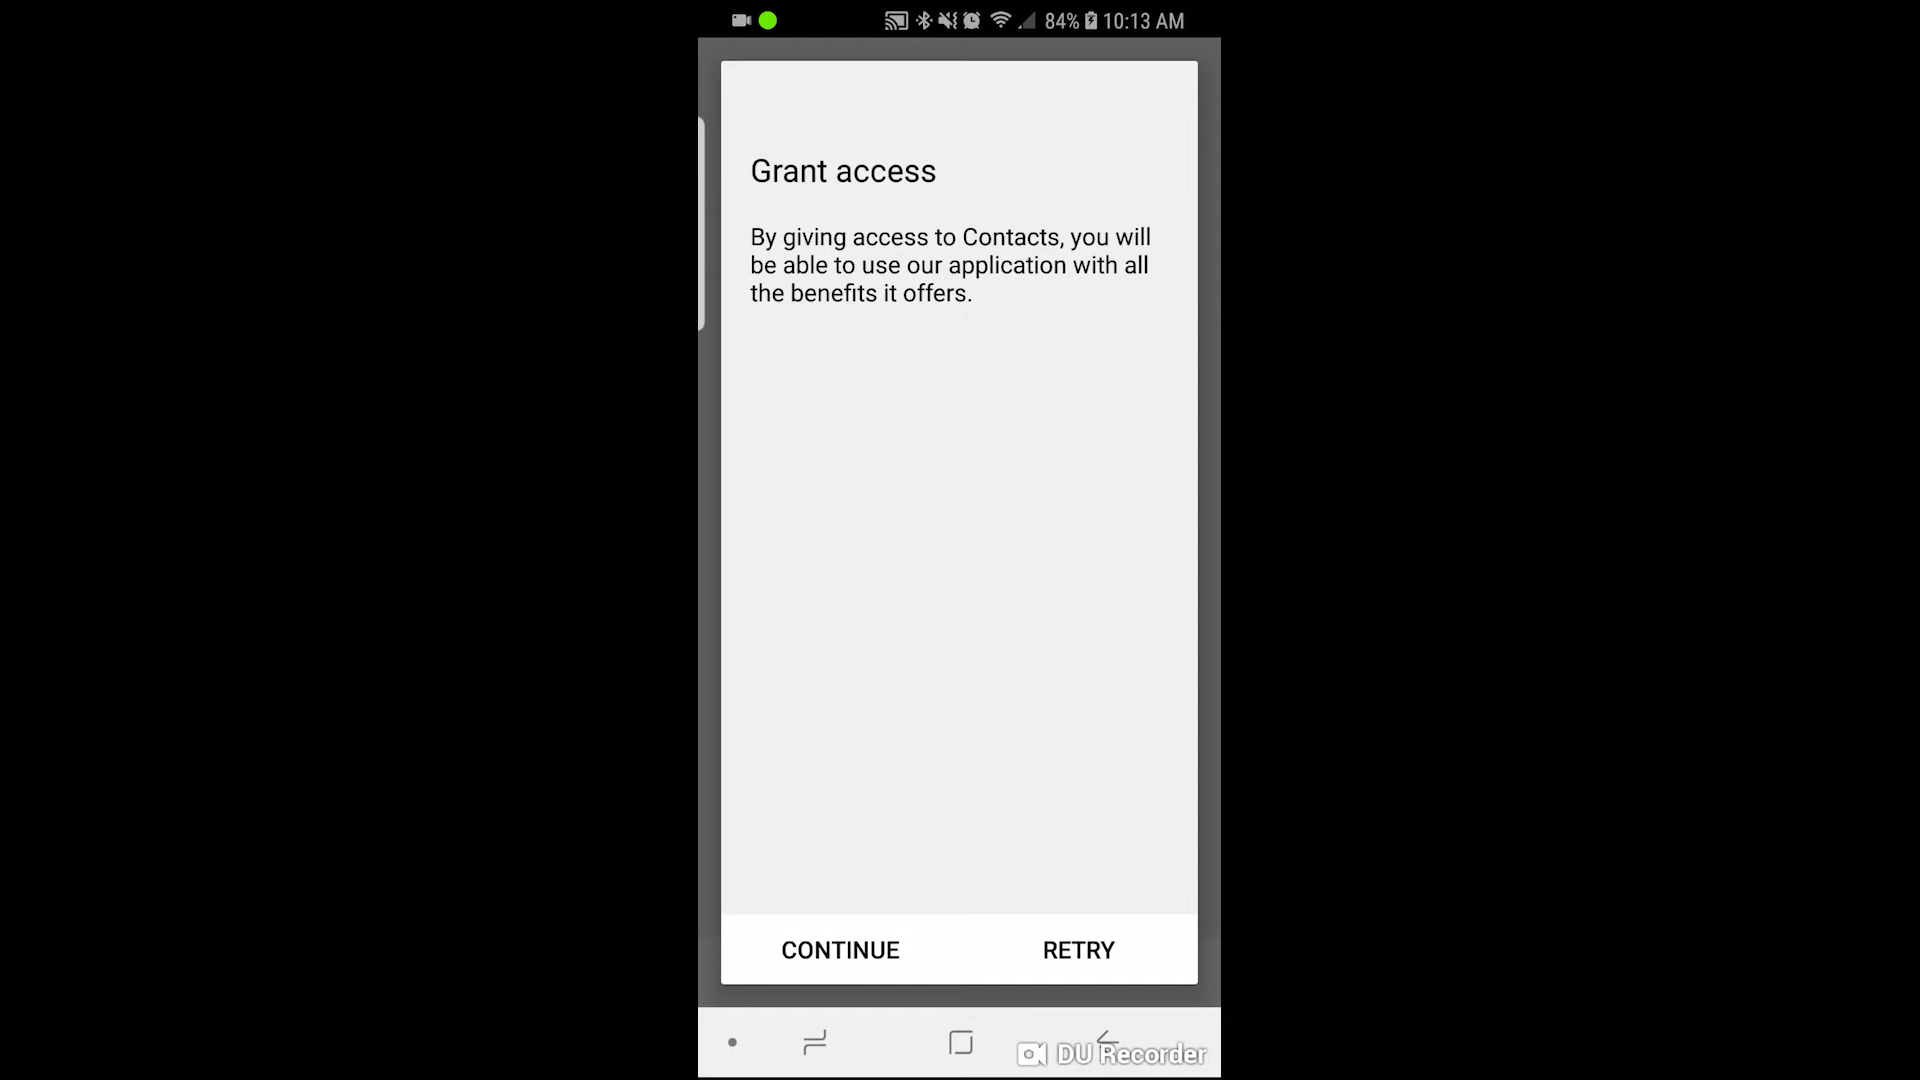 84% 10:13 AM
Grant access
By giving access to Contacts, you will
be able to use our application with all
the benefits it offers.
CONTINUE RETRY
DU Recorder